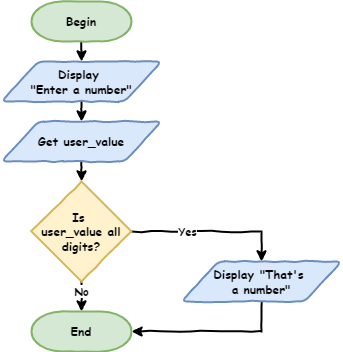 Begin
Display
"Enter a number"
Get user_value
Is
user_value all
digits?
Yes
Display "That's
a number"
No
End